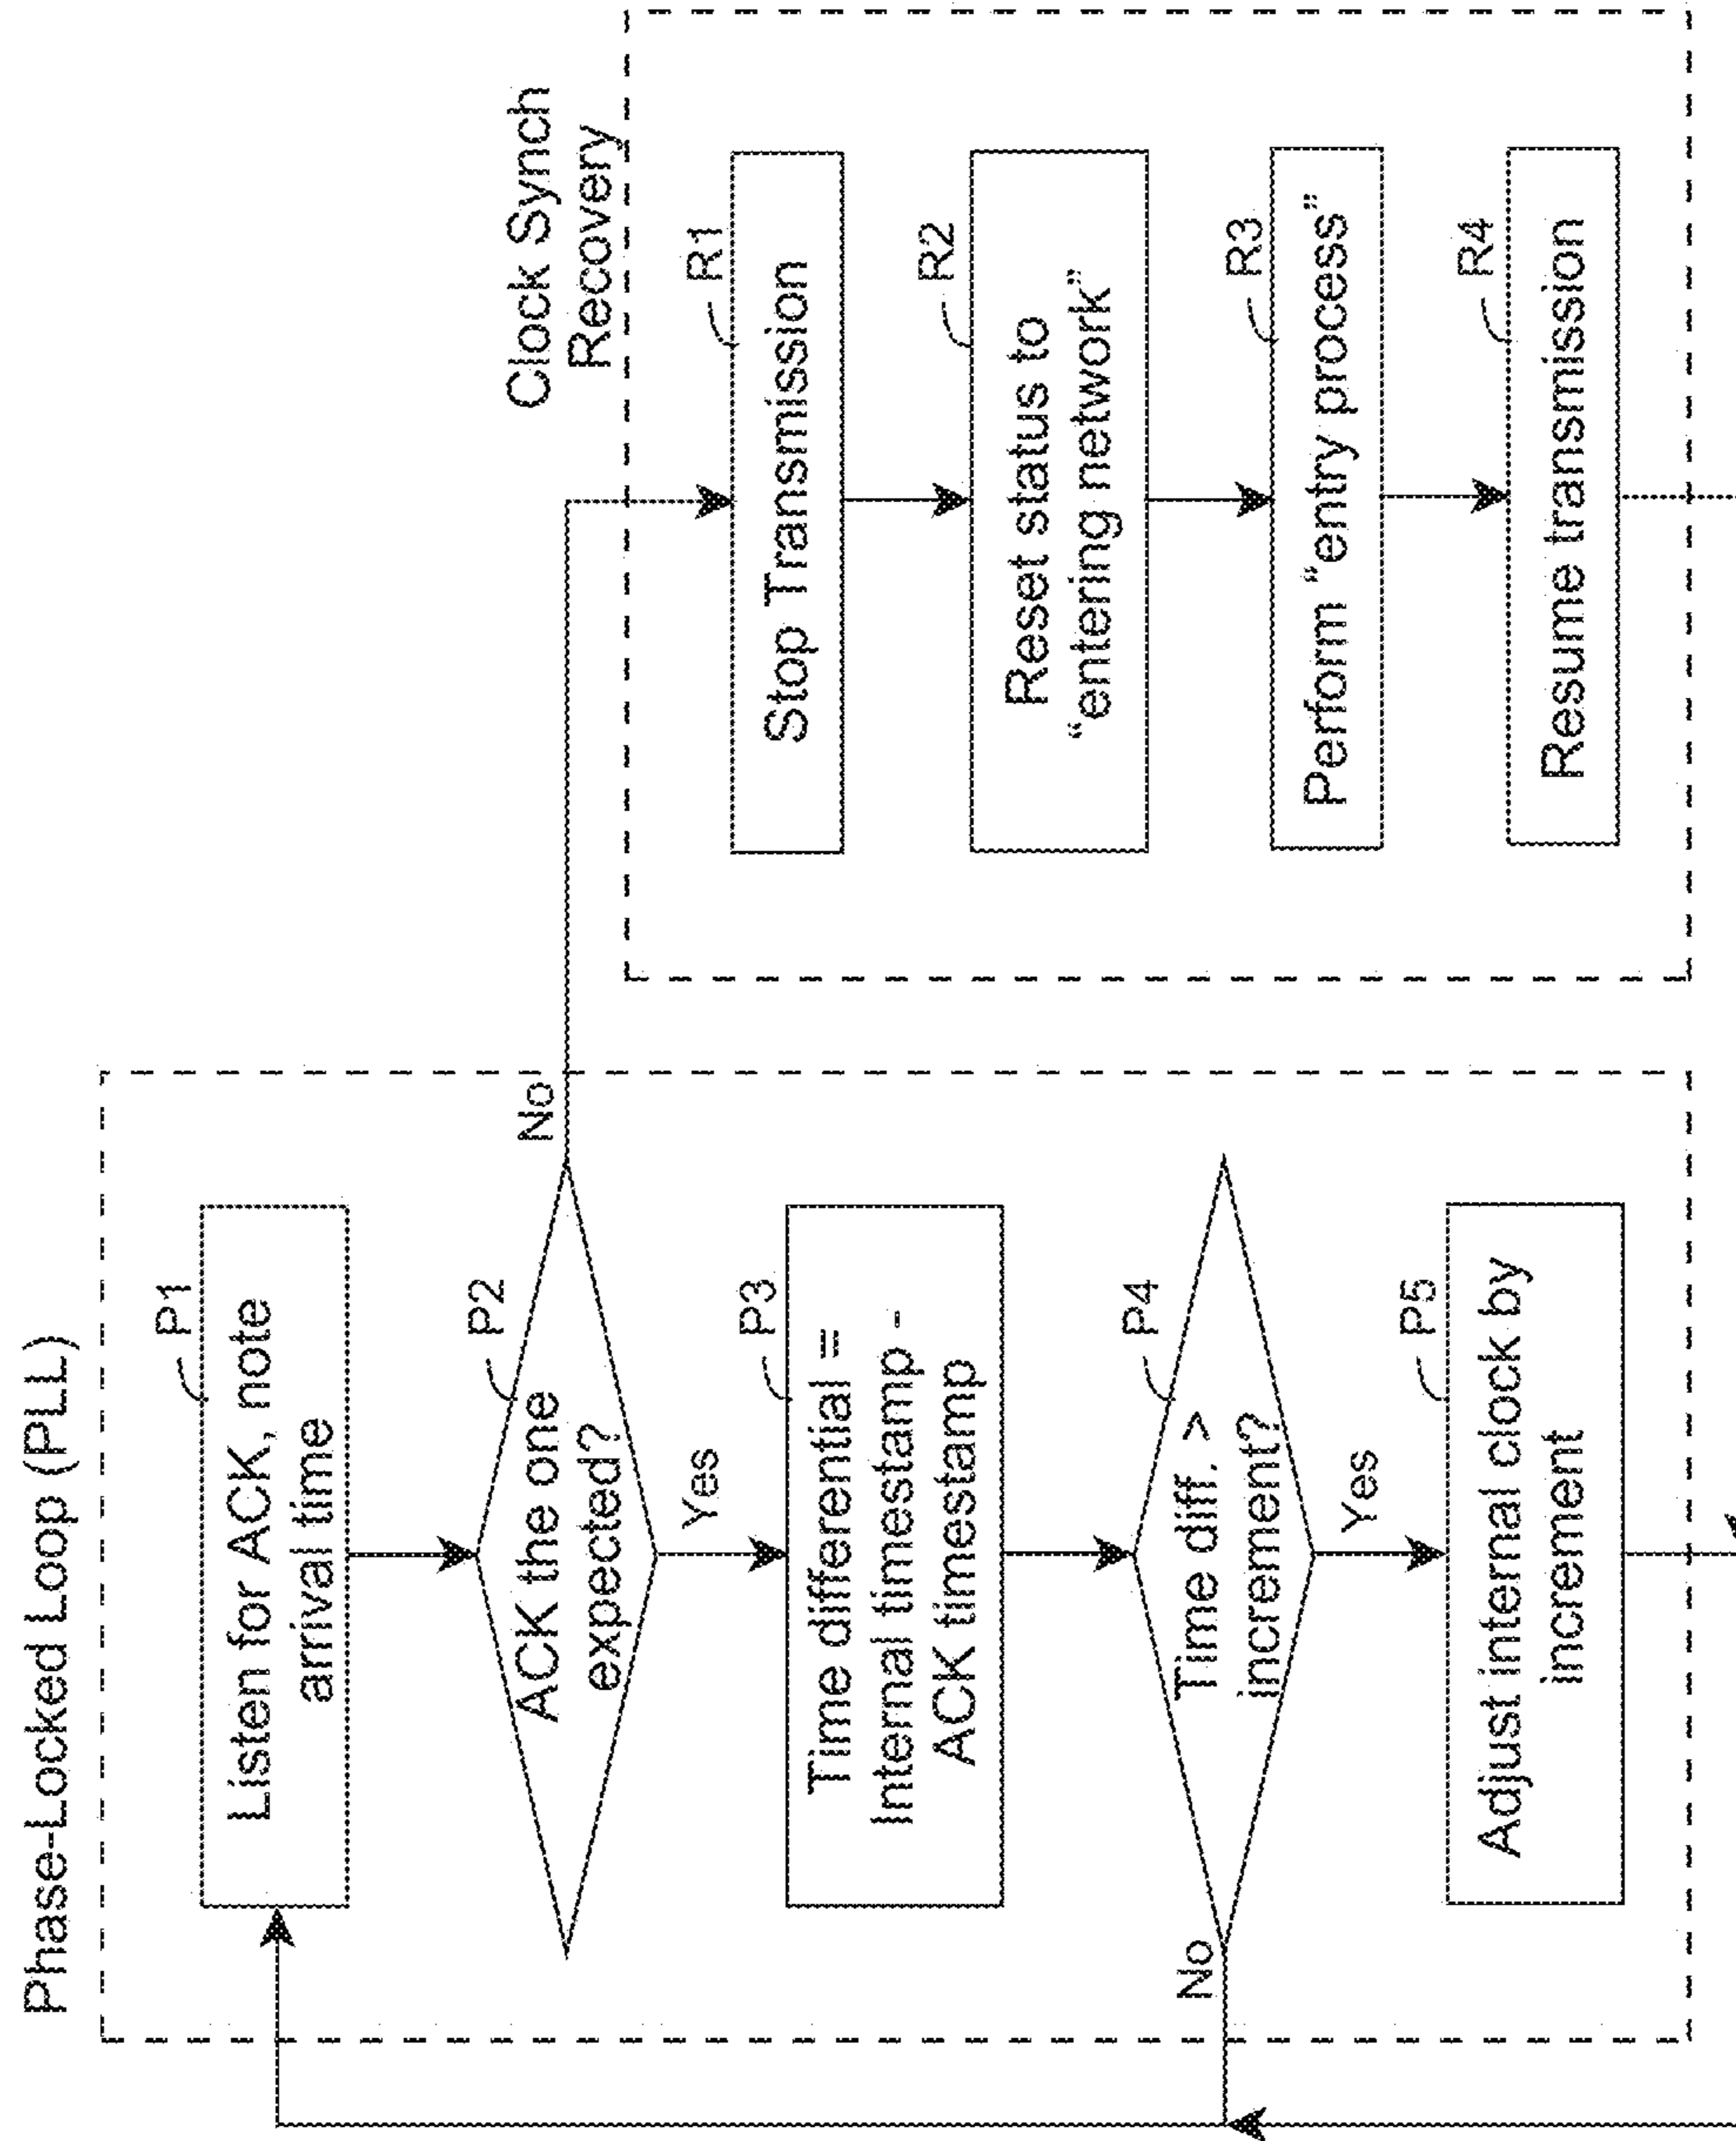 Phase-Locked Loop (PLL)
P1
Listen for ACK, note
arrival time
P2
ACK the one
expected?
No
Yes
P3
Time differential =
Internal timestamp -
ACK timestamp
P4
Time diff. >
increment?
No
Yes
P5
Adjust internal clock by
increment
Clock Synch
Recovery
R1
Stop Transmission
R2
Reset status to
“entering network”
R3
Perform “entry process”
R4
Resume transmission